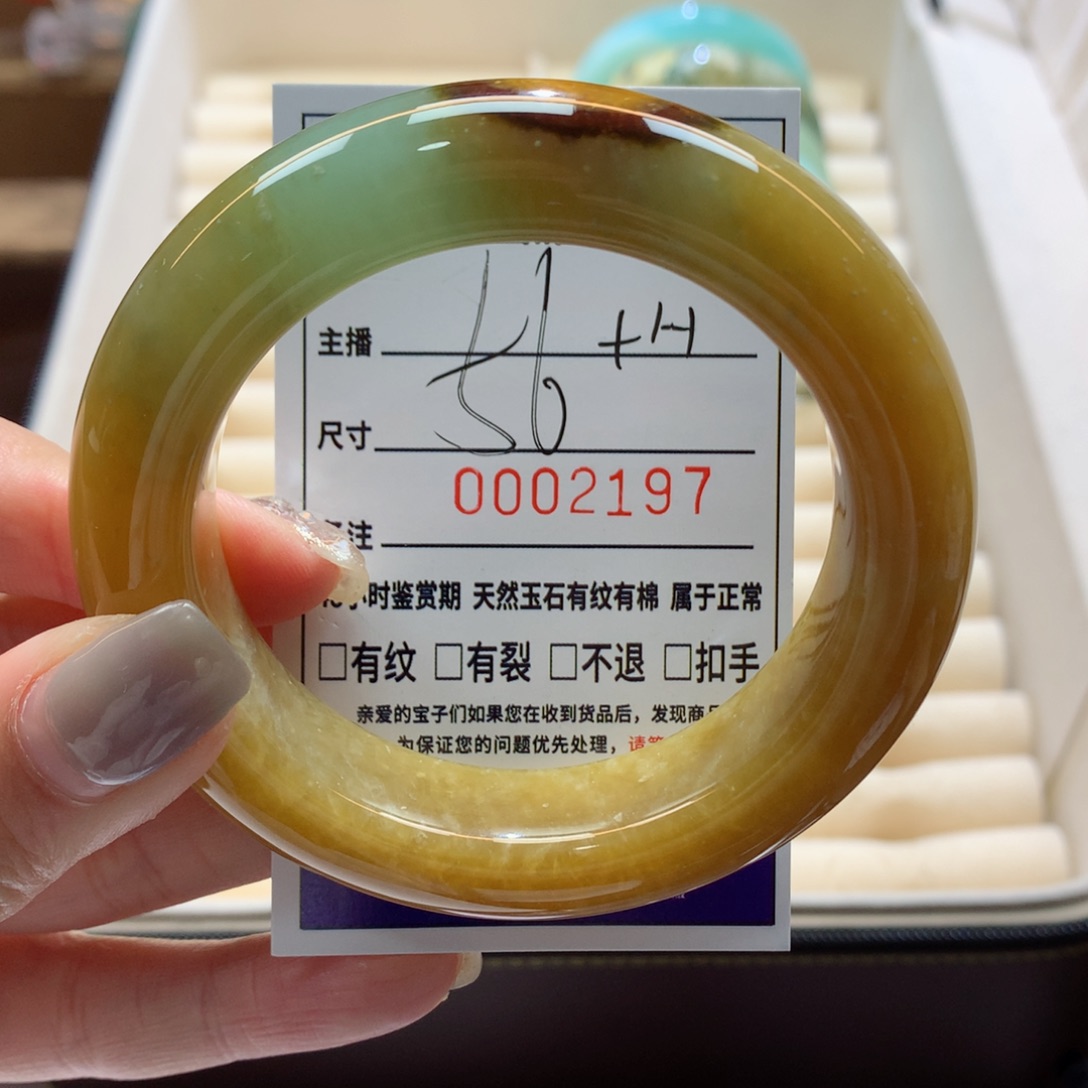 主播 56 +H
尺寸
0002197
注
小时鉴赏期 天然玉石有纹有棉 属于正常
□有纹 □有裂 □不退 □扣手
亲爱的宝子们如果您在收到货品后，发现商
为保证您的问题优先处理，请